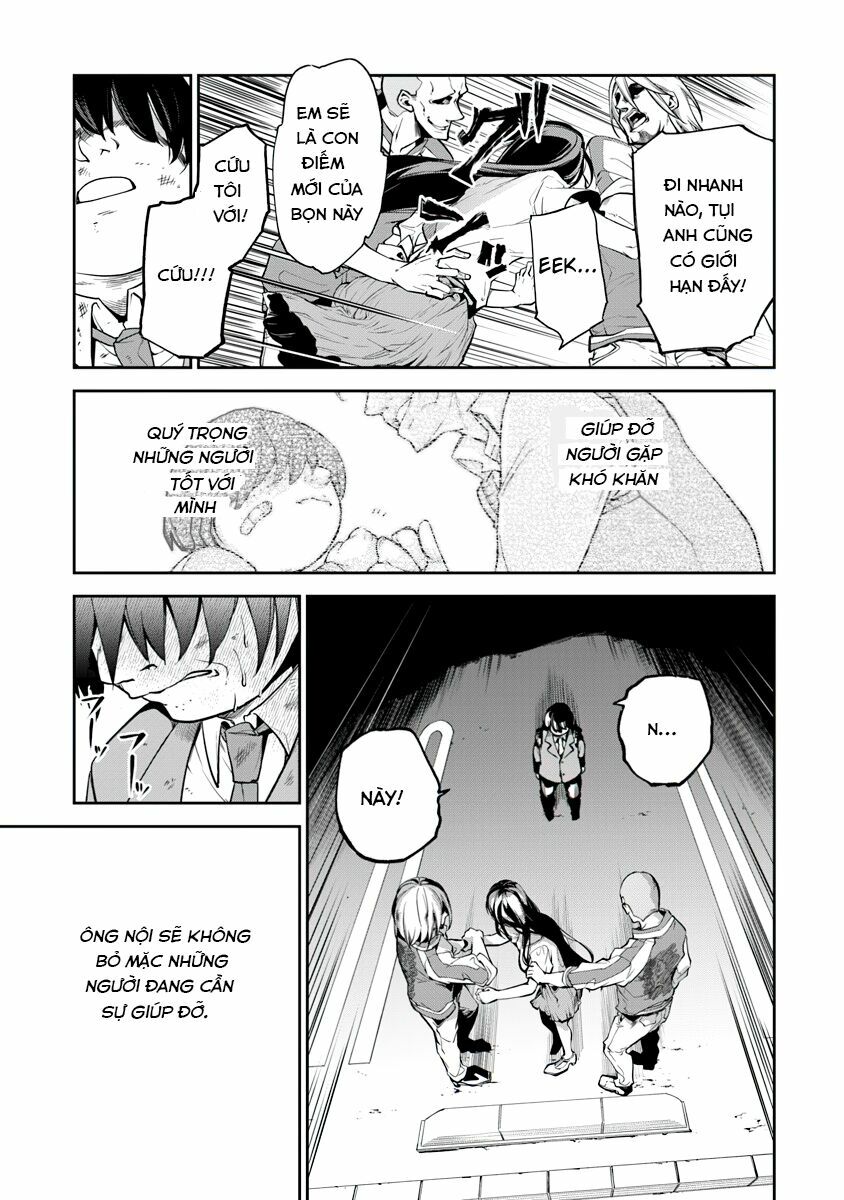 ĐI NHANH
NÀO, TỤI
ANH CŨNG
CÓ GIỚI
HẠN ĐẤY!
EM SẼ
LÀ CON
ĐIẾM
MỚI CỦA
BỌN NÀY
EEK...
CỨU
TÔI
VỚI!
CỨU!!!
GIÚP ĐỠ
NGƯỜI GẶP
KHÓ KHĂN
QUÝ TRỌNG
NHỮNG NGƯỜI
TỐT VỚI
MÌNH
N...
NÀY!
ÔNG NỘI SẼ KHÔNG
BỎ MẶC NHỮNG
NGƯỜI ĐANG CẦN
SỰ GIÚP ĐỠ.